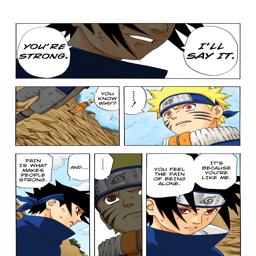 I'LL
SAY IT.
YOU'RE
STRONG.
......!
YOU
KNOW
WHY?
IT'S
BECAUSE
YOU'RE
LIKE ME.
YOU FEEL
THE PAIN
OF BEING
ALONE.
AND...
PAIN
IS WHAT
MAKES
PEOPLE
STRONG.